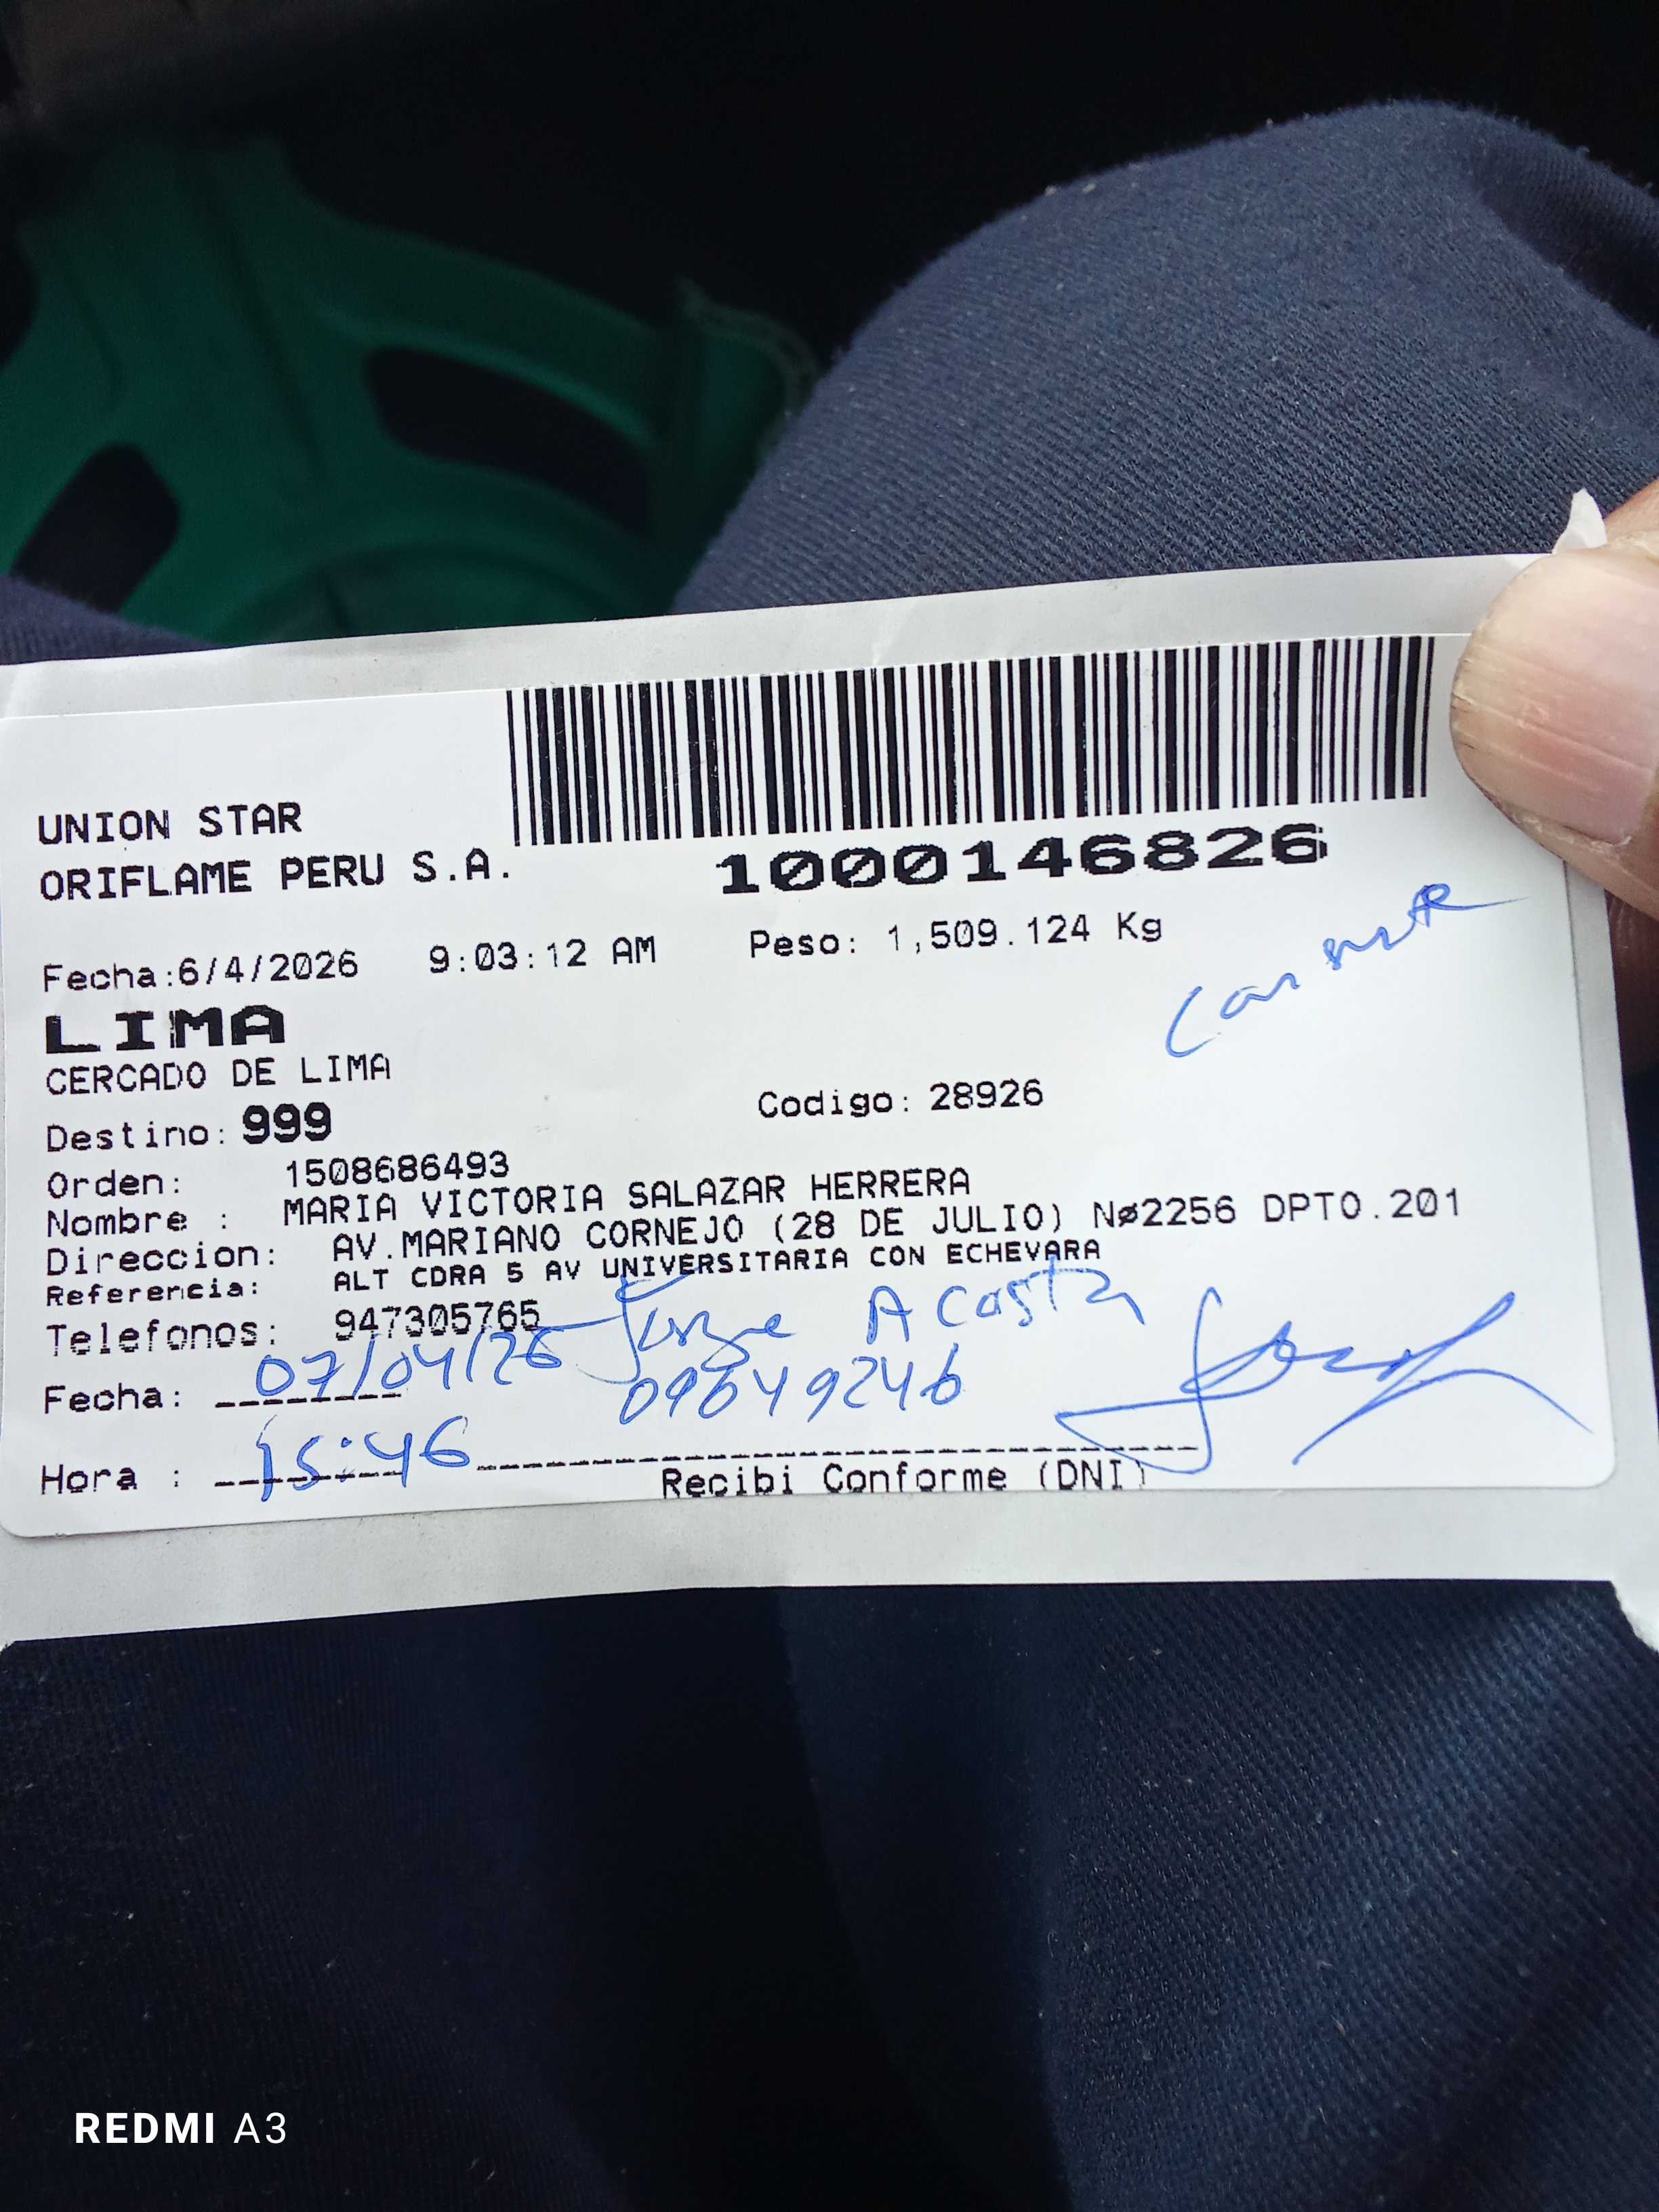 UNION STAR
ORIFLAME PERU S.A.
1000146826
Fecha:6/4/2026 9:03:12 AM Peso: 1,509.124 Kg
LIMA
CERCADO DE LIMA
Destino: 999 Codigo: 28926
Orden: 1508686493
Nombre : MARIA VICTORIA SALAZAR HERRERA
Direccion: AV.MARIANO CORNEJO (28 DE JULIO) Nø2256 DPTO.201
Referencia: ALT CDRA 5 AV UNIVERSITARIA CON ECHEVARA
Telefonos: 947305765
Jorge Acosta
Fecha: 07/04/26 09649246
Hora : 15:46
Recibi Conforme (DNI)
REDMI A3